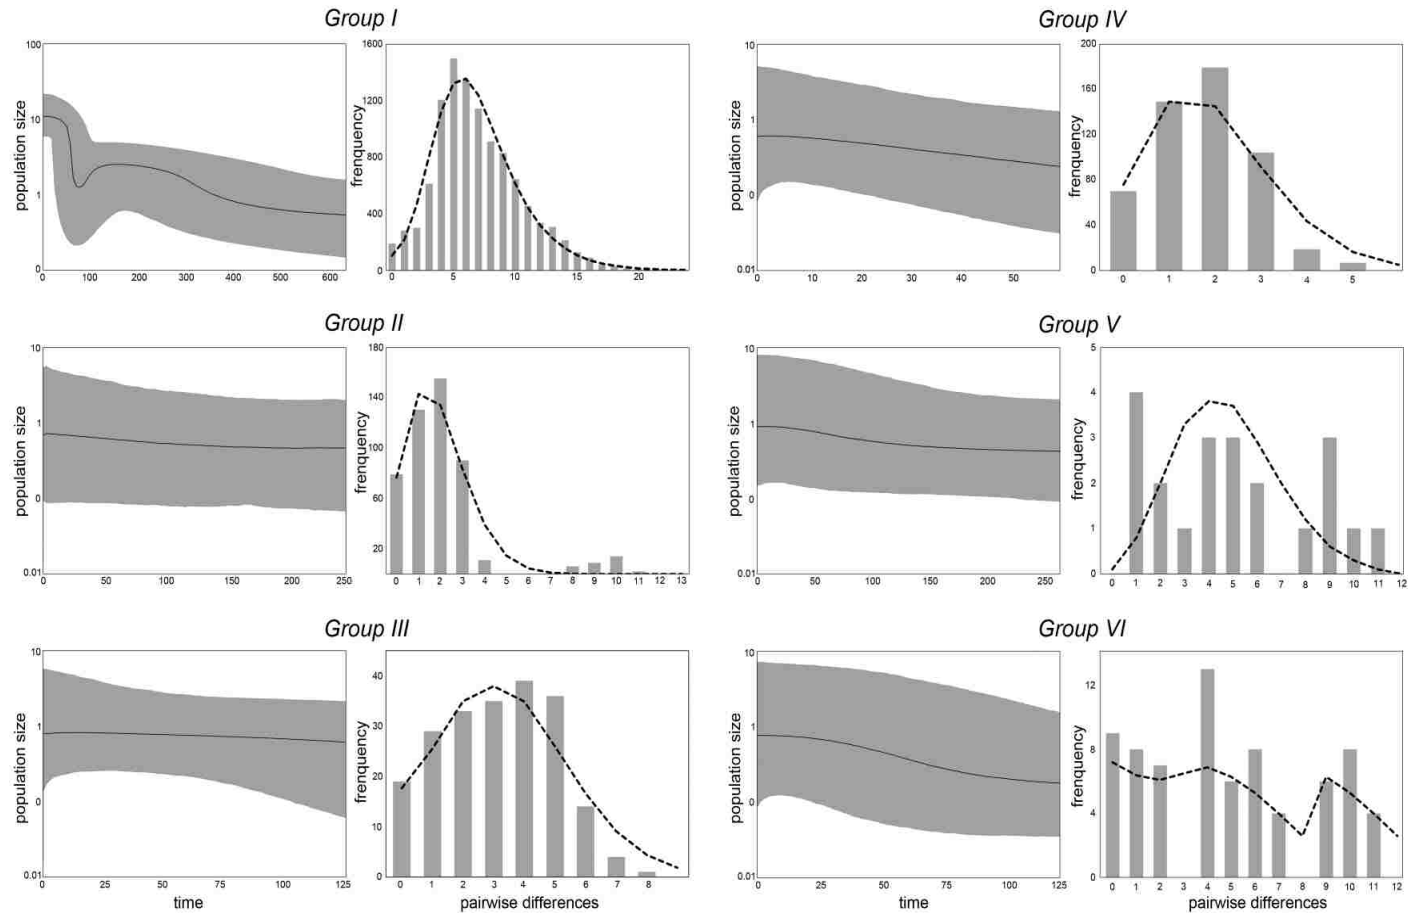 Group I
population size
100
10
1
0
0 100 200 300 400 500 600
frenquency
1600
1200
800
400
0
0 5 10 15 20
Group IV
population size
10
1
0
0.01
0 10 20 30 40 50
frenquency
200
160
120
80
40
0
0 1 2 3 4 5
Group II
population size
10
1
0
0.01
0 50 100 150 200 250
frenquency
180
140
100
60
20
0 1 2 3 4 5 6 7 8 9 10 11 12 13
Group V
population size
10
1
0
0.01
0 50 100 150 200 250
frenquency
5
4
3
2
1
0
0 1 2 3 4 5 6 7 8 9 10 11 12
Group III
population size
10
1
0
0.01
0 25 50 75 100 125
time
frenquency
40
30
20
10
0
0 1 2 3 4 5 6 7 8
pairwise differences
Group VI
population size
10
1
0
0.01
0 25 50 75 100 125
time
frenquency
12
8
4
0
0 1 2 3 4 5 6 7 8 9 10 11 12
pairwise differences